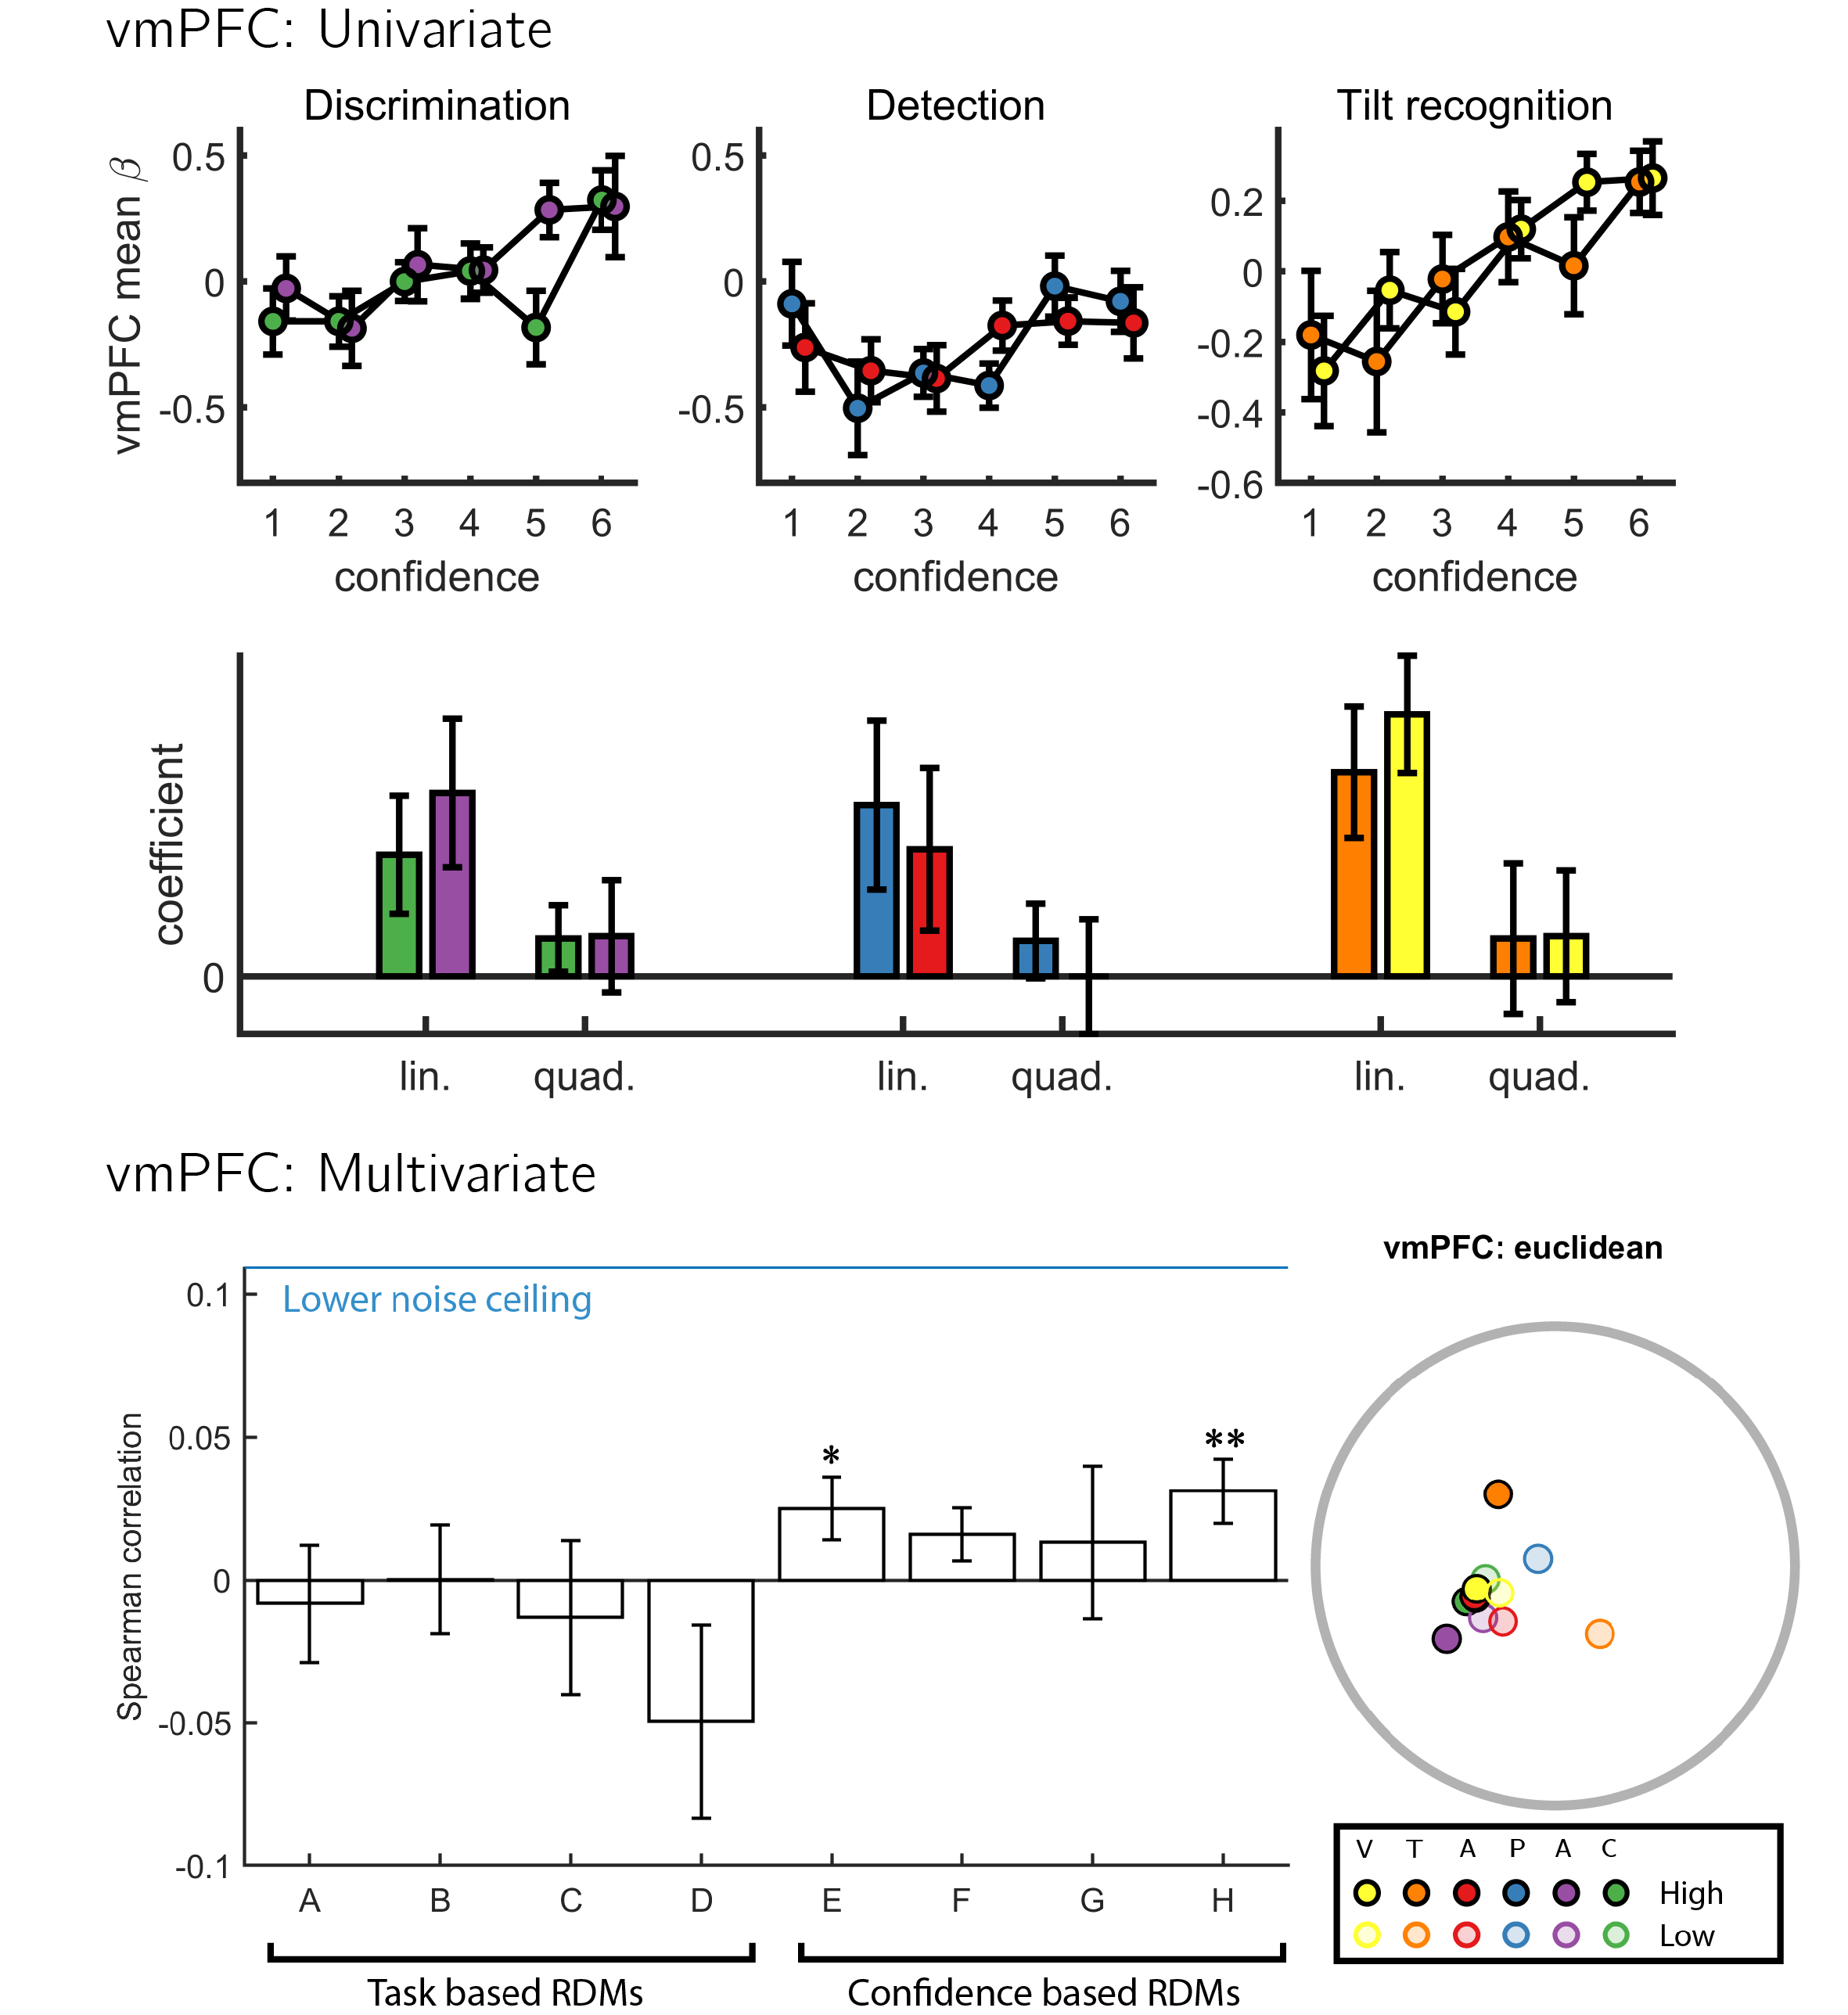 vmPFC: Univariate
Discrimination Detection Tilt recognition
vmPFC mean β
0.5
0
-0.5
1 2 3 4 5 6
confidence
0.5
0
-0.5
1 2 3 4 5 6
confidence
0.2
0
-0.2
-0.4
-0.6
1 2 3 4 5 6
confidence
coefficient
0
lin. quad. lin. quad. lin. quad.
vmPFC: Multivariate
Spearman correlation
0.1
0.05
0
-0.05
-0.1
Lower noise ceiling
* **
A B C D E F G H
Task based RDMs Confidence based RDMs
vmPFC: euclidean
V T A P A C
High
Low